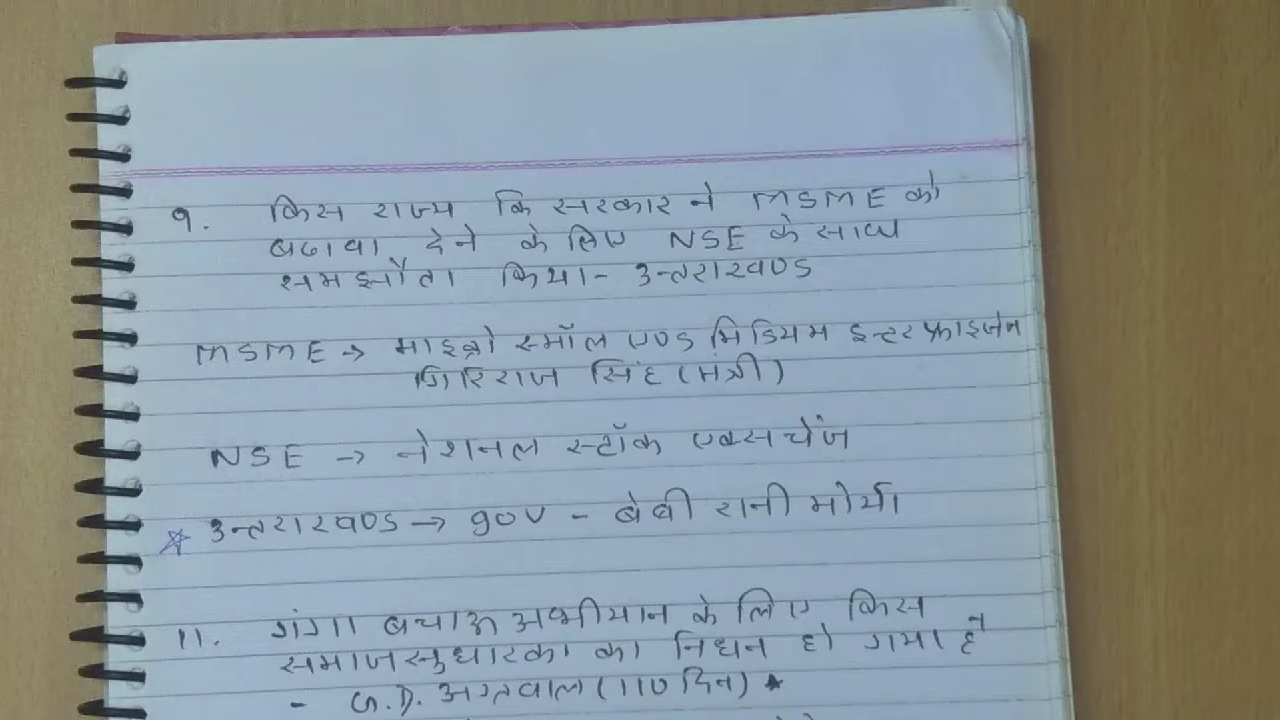 9. किस राज्य कि सरकार ने MSME को
बढावा देने के लिए NSE के साथ
समझौता किया- उत्तराखण्ड
MSME → माइक्रो स्मॉल एण्ड मिडियम इन्टरप्राइजेज
गिरिराज सिंह (मंत्री)
NSE → नेशनल स्टॉक एक्सचेंज
☆ उत्तराखण्ड → gov - बेबी रानी मोर्या
11. गंगा बचाऊ अभीयान के लिए किस
समाजसुधारका का निधन हो गया है
- G.D. अग्रवाल (110 दिन) ★